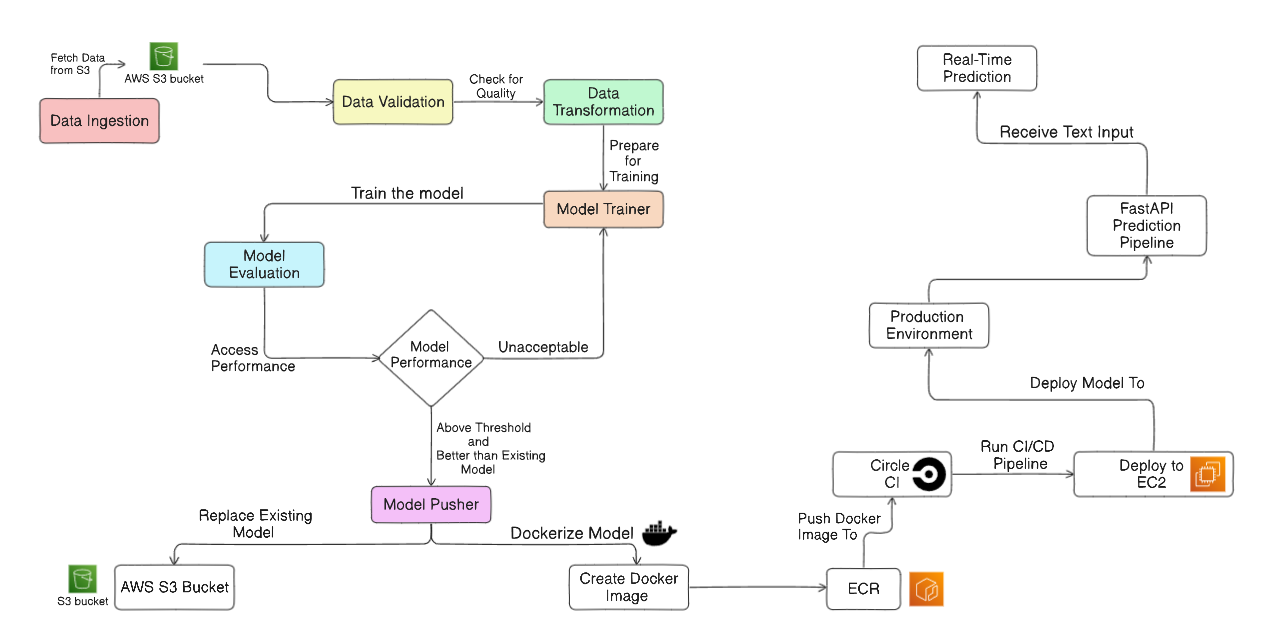 Fetch Data
from S3
AWS S3 bucket
Data Ingestion
Data Validation
Check for
Quality
Data
Transformation
Prepare
for
Training
Train the model
Model Trainer
Model
Evaluation
Access
Performance
Model
Performance
Unacceptable
Above Threshold
and
Better than Existing
Model
Model Pusher
Replace Existing
Model
Dockerize Model
S3 bucket
AWS S3 Bucket
Create Docker
Image
ECR
Push Docker
Image To
Circle
CI
Run CI/CD
Pipeline
Deploy to
EC2
Deploy Model To
Production
Environment
FastAPI
Prediction
Pipeline
Receive Text Input
Real-Time
Prediction